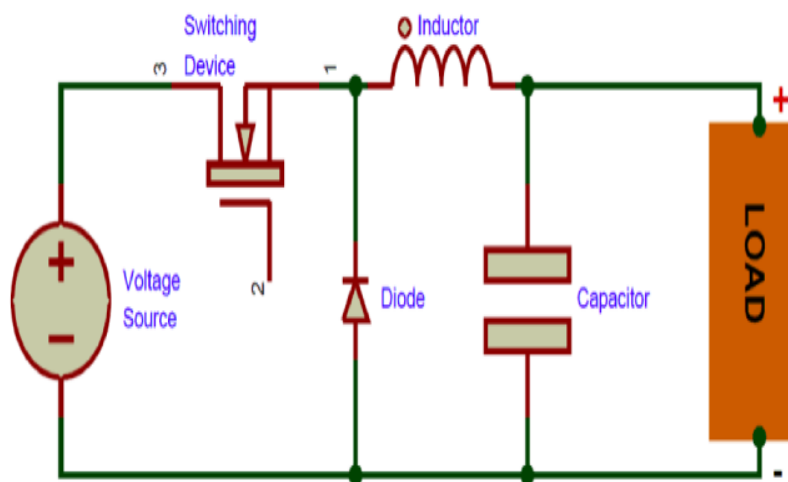 Switching
Device
Inductor
3
1
+
+
-
Voltage
Source
2
Diode
Capacitor
LOAD
-